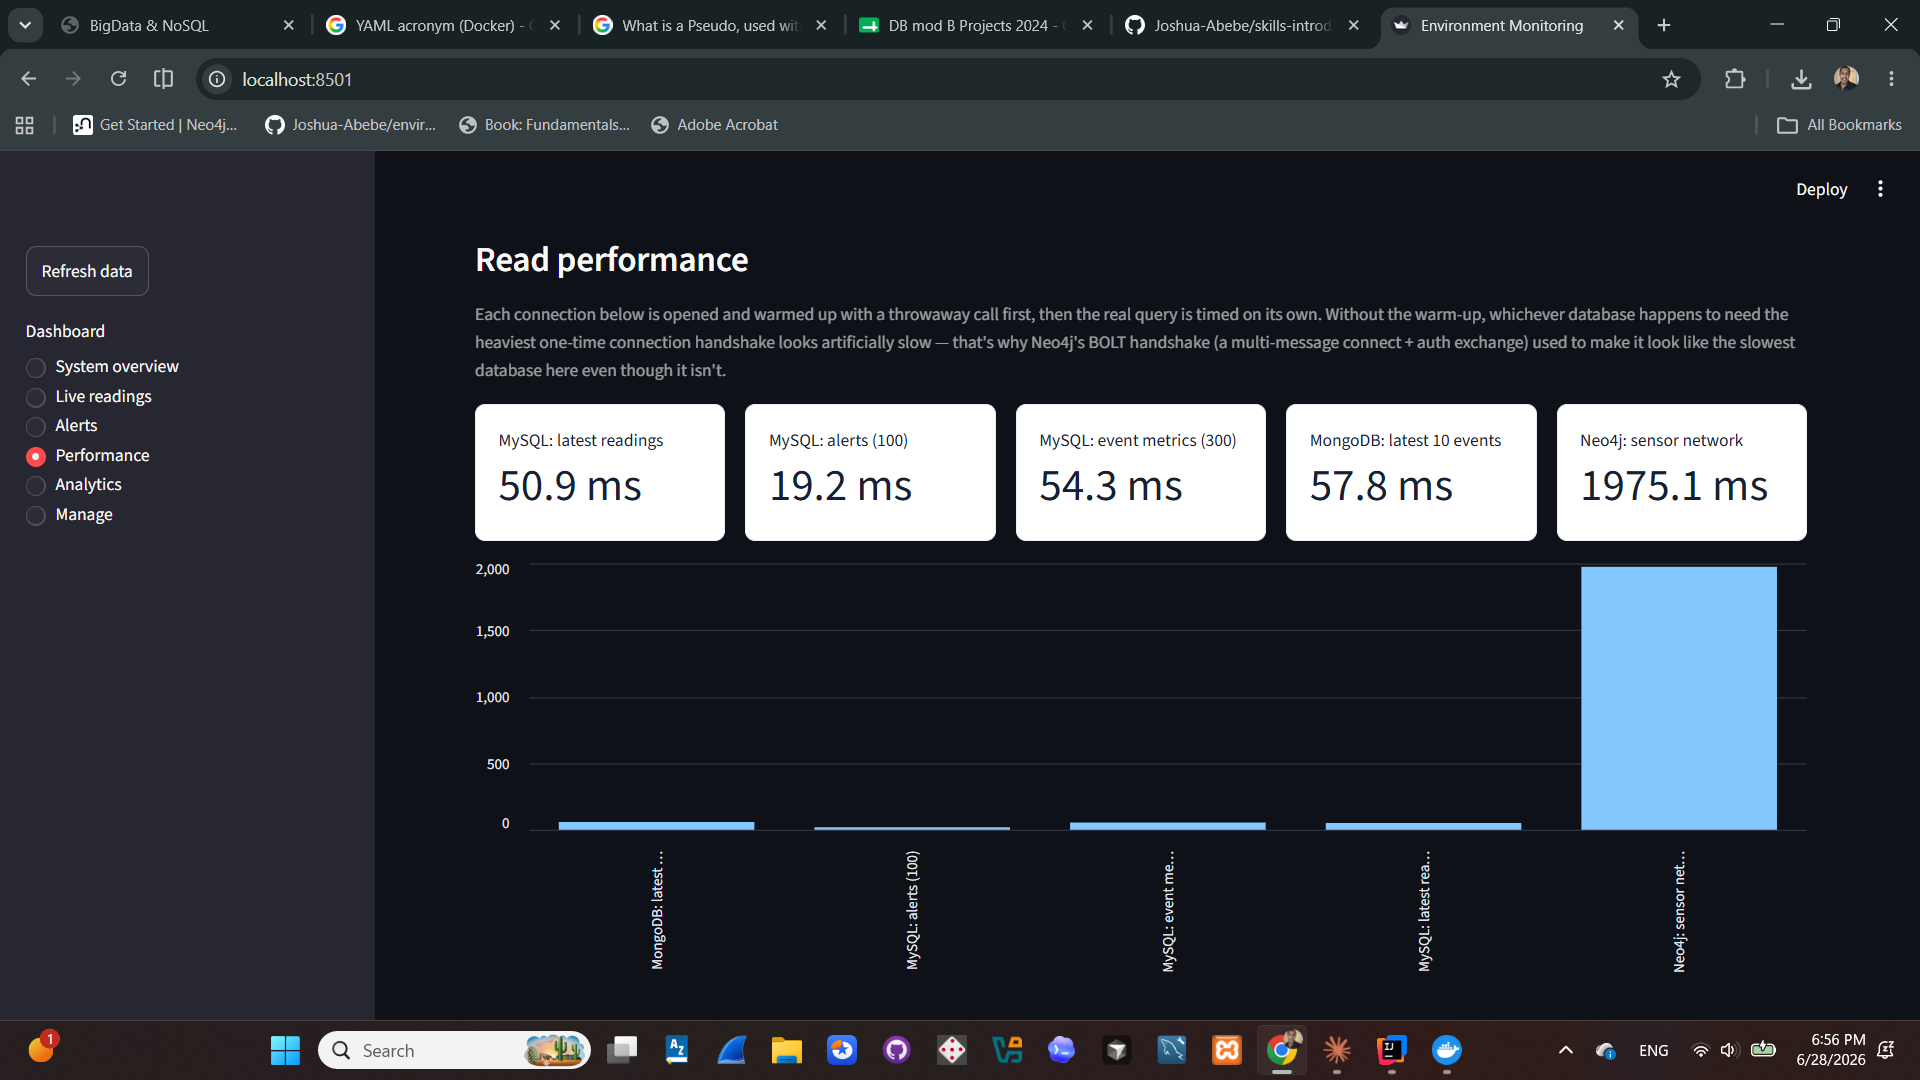 BigData & NoSQL
YAML acronym (Docker) -
What is a Pseudo, used wit
DB mod B Projects 2024 -
Joshua-Abebe/skills-introd
Environment Monitoring
localhost:8501
Get Started | Neo4j...
Joshua-Abebe/envir...
Book: Fundamentals...
Adobe Acrobat
All Bookmarks
Deploy
Refresh data
Dashboard
System overview
Live readings
Alerts
Performance
Analytics
Manage
Read performance
Each connection below is opened and warmed up with a throwaway call first, then the real query is timed on its own. Without the warm-up, whichever database happens to need the
heaviest one-time connection handshake looks artificially slow — that's why Neo4j's BOLT handshake (a multi-message connect + auth exchange) used to make it look like the slowest
database here even though it isn't.
MySQL: latest readings
50.9 ms
MySQL: alerts (100)
19.2 ms
MySQL: event metrics (300)
54.3 ms
MongoDB: latest 10 events
57.8 ms
Neo4j: sensor network
1975.1 ms
2,000
1,500
1,000
500
0
MongoDB: latest ...
MySQL: alerts (100)
MySQL: event me...
MySQL: latest rea...
Neo4j: sensor net...
1
Search
ENG
6:56 PM
6/28/2026